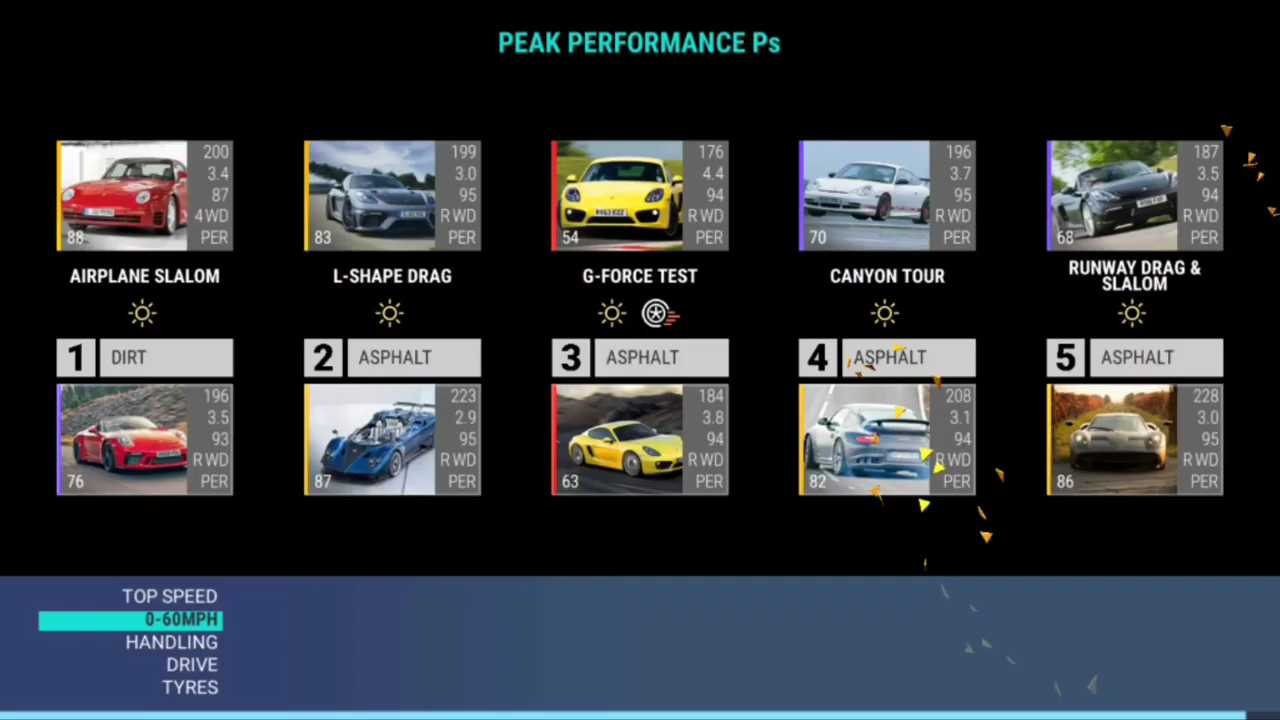 PEAK PERFORMANCE Ps
200
3.4
87
4WD
PER
88
199
3.0
95
RWD
PER
83
176
4.4
94
RWD
PER
54
196
3.7
95
RWD
PER
70
187
3.5
94
RWD
PER
68
AIRPLANE SLALOM
L-SHAPE DRAG
G-FORCE TEST
CANYON TOUR
RUNWAY DRAG &
SLALOM
1 DIRT
2 ASPHALT
3 ASPHALT
4 ASPHALT
5 ASPHALT
196
3.5
93
RWD
PER
76
223
2.9
95
RWD
PER
87
184
3.8
94
RWD
PER
63
208
3.1
94
RWD
PER
82
228
3.0
95
RWD
PER
86
TOP SPEED
0-60MPH
HANDLING
DRIVE
TYRES